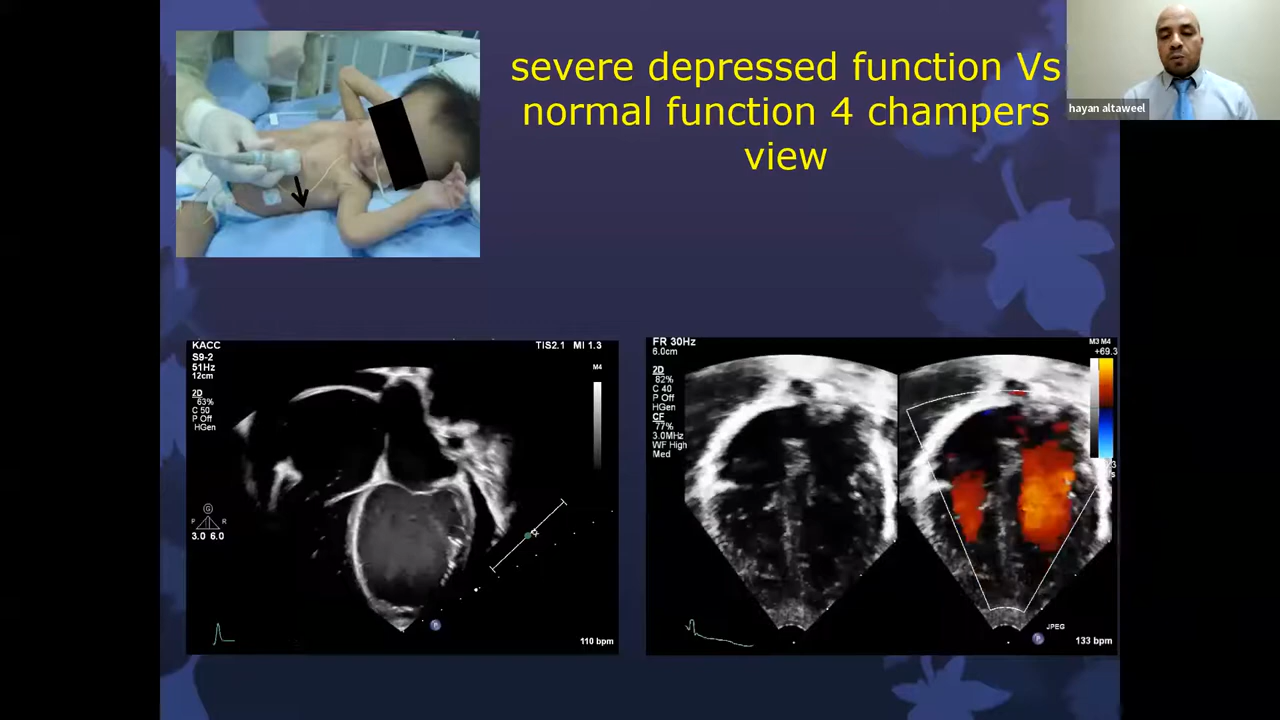 severe depressed function Vs
normal function 4 champers
view
hayan altaweel
KACC
S9-2
51Hz
12cm
2D
63%
C 50
P Off
HGen
TIS2.1 MI 1.3
M4
G
P R
3.0 6.0
P
110 bpm
FR 30Hz
6.0cm
2D
82%
C 40
P Off
HGen
CF
77%
3.0MHz
WF High
Med
M3 M4
+69.3
JPEG
P
133 bpm